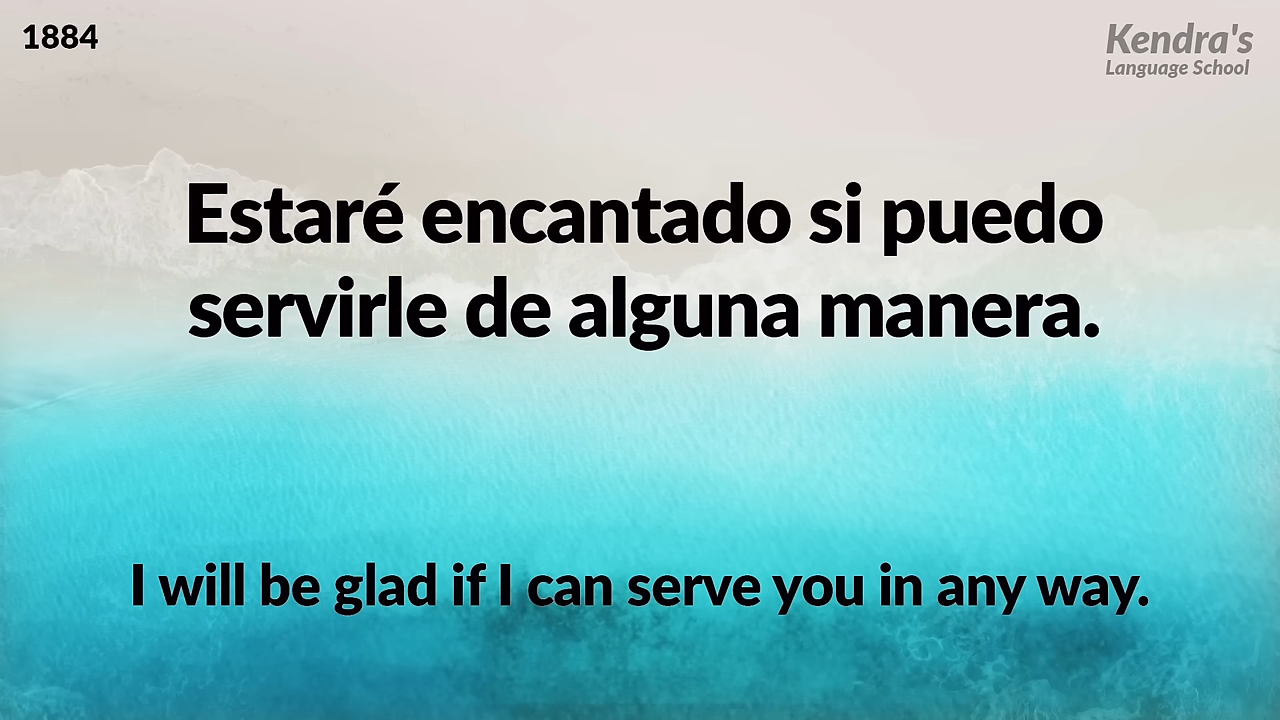 1884
Kendra's
Language School
Estaré encantado si puedo
servirle de alguna manera.
I will be glad if I can serve you in any way.